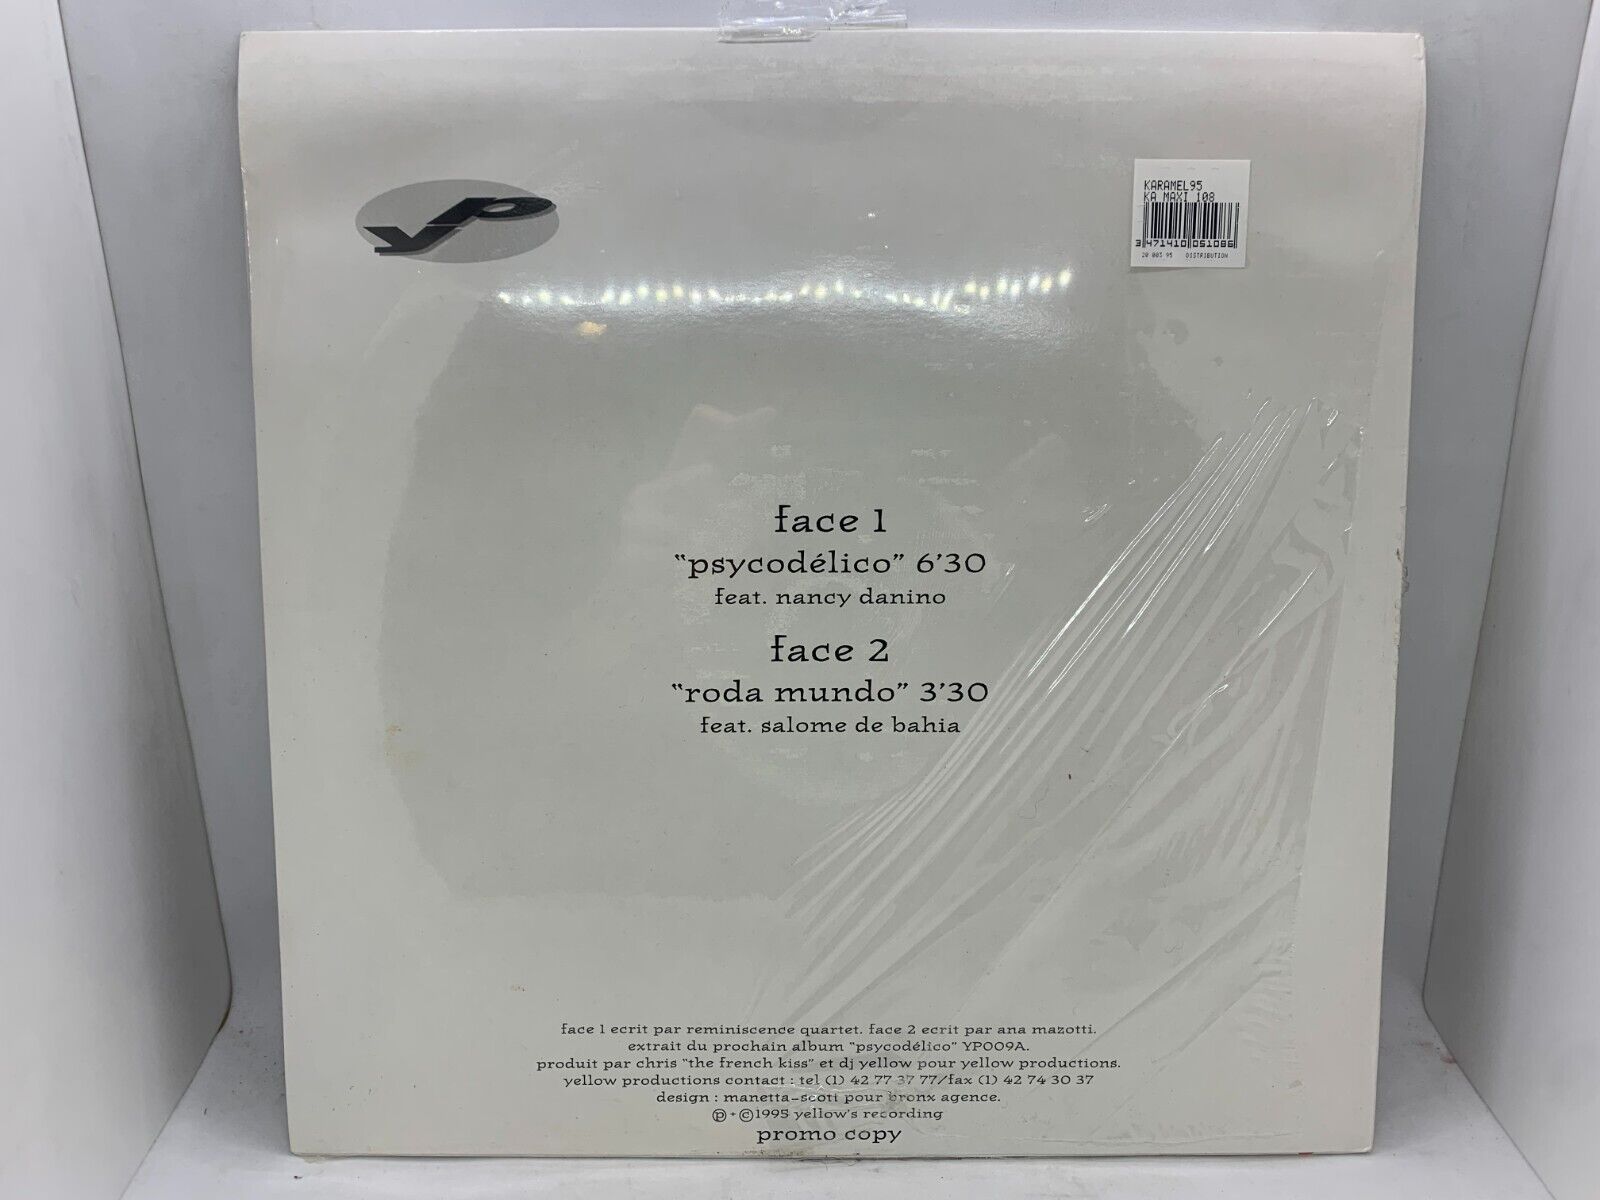 yp
KARAMEL95
KA MAXI 108
3 471410 051086
20 003 95 DISTRIBUTION
face 1
"psycodélico" 6'30
feat. nancy danino
face 2
"roda mundo" 3'30
feat. salome de bahia
face 1 ecrit par reminiscence quartet. face 2 ecrit par ana mazotti.
extrait du prochain album "psycodélico" YP009A.
produit par chris "the french kiss" et dj yellow pour yellow productions.
yellow productions contact : tel (1) 42 77 37 77/fax (1) 42 74 30 37
design : manetta-scoti pour bronx agence.
℗+©1995 yellow's recording
promo copy